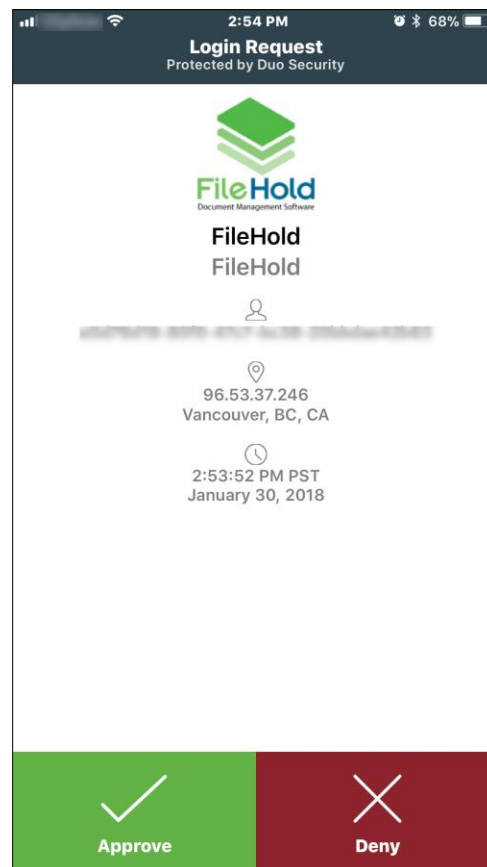 2:54 PM
68%
Login Request
Protected by Duo Security
FileHold
Document Management Software
FileHold
FileHold
96.53.37.246
Vancouver, BC, CA
2:53:52 PM PST
January 30, 2018
Approve
Deny